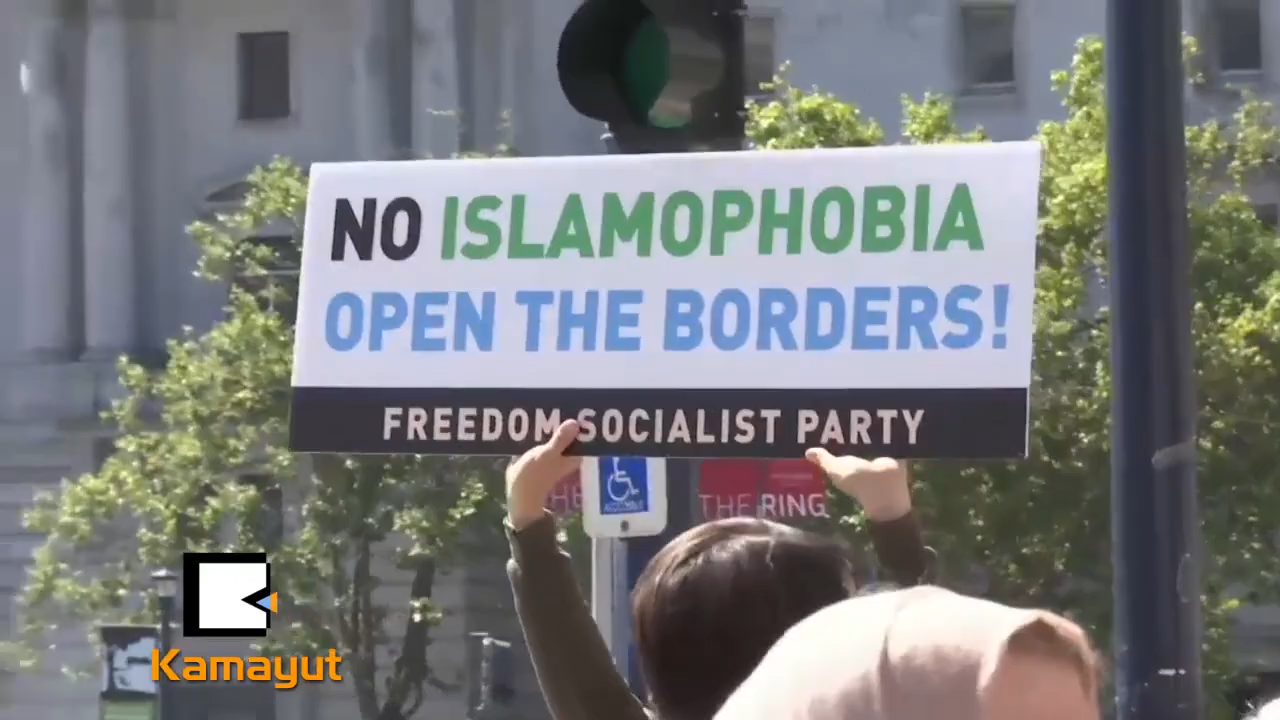 NO ISLAMOPHOBIA
OPEN THE BORDERS!
FREEDOM SOCIALIST PARTY
THE RING
Kamayut